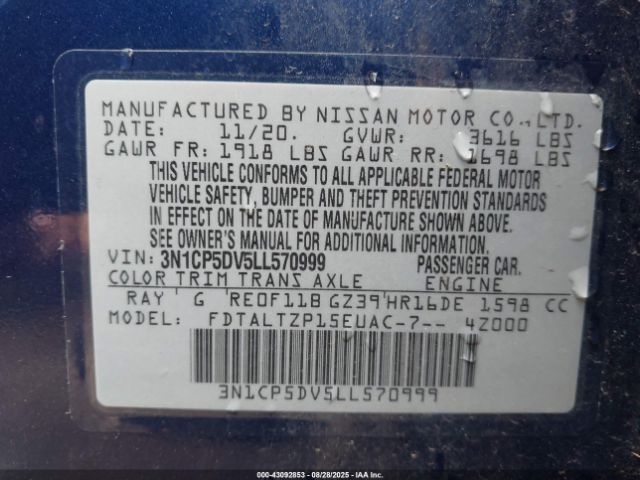 MANUFACTURED BY NISSAN MOTOR CO., LTD.
DATE: 11/20. GVWR: 3616 LBS
GAWR FR: 1918 LBS GAWR RR: 1698 LBS
THIS VEHICLE CONFORMS TO ALL APPLICABLE FEDERAL MOTOR
VEHICLE SAFETY, BUMPER AND THEFT PREVENTION STANDARDS
IN EFFECT ON THE DATE OF MANUFACTURE SHOWN ABOVE.
SEE OWNER'S MANUAL FOR ADDITIONAL INFORMATION
VIN: 3N1CP5DV5LL570999 PASSENGER CAR.
COLOR TRIM TRANS AXLE ENGINE
RAY G RE0F11B GZ39 HR16DE 1598 CC
MODEL: FDTALTZP15EUAC-7-- 4Z000
3N1CP5DV5LL570999
000-43092853 | 08/28/2025 | IAAI.COM